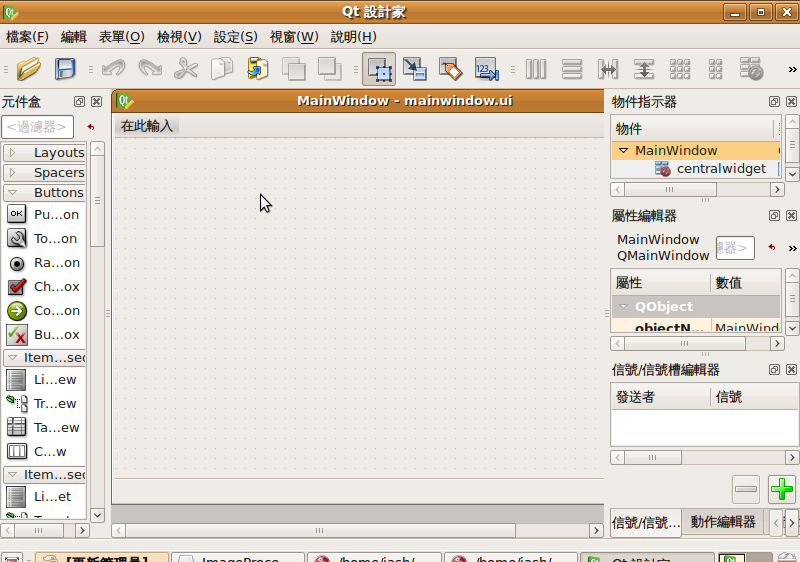 Qt 設計家
檔案(F) 編輯 表單(O) 檢視(V) 設定(S) 視窗(W) 說明(H)
123
»
元件盒
<過濾器>
Layouts
Spacers
Buttons
OK Pu...on
To...on
Ra...on
Ch...ox
Co...on
Bu...ox
Item...sec
Li...ew
Tr...ew
Ta...ew
C...w
Item...sec
Li...et
MainWindow - mainwindow.ui
在此輸入
物件指示器
物件
MainWindow
centralwidget
屬性編輯器
MainWindow
QMainWindow
器>
»
屬性 數值
QObject
objectN... MainWind
信號/信號槽編輯器
發送者 信號
信號/信號... 動作編輯器
[更新管理員]
ImageProce
/home/jash/
/home/jash/
Qt 設計家